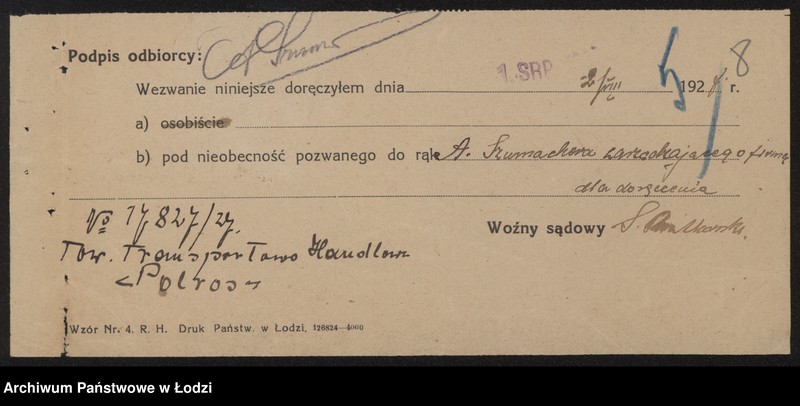 8
Podpis odbiorcy:
1. SRP
Wezwanie niniejsze doręczyłem dnia 2/VIII 192 r.
a) osobiście
b) pod nieobecność pozwanego do rąk A. Szumachera zarządzającego firmą
dla doręczenia
Woźny sądowy
№ 17827/27.
Tow. Transportowo Handlowe
"Polros"
Wzór Nr. 4. R. H. Druk Państw. w Łodzi, 126824—4000
Archiwum Państwowe w Łodzi